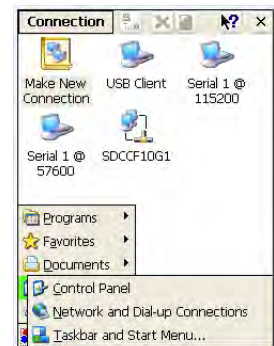 Connection
Make New
Connection
USB Client
Serial 1 @
115200
Serial 1 @
57600
SDCCF10G1
Programs
Favorites
Documents
Control Panel
Network and Dial-up Connections
Taskbar and Start Menu...